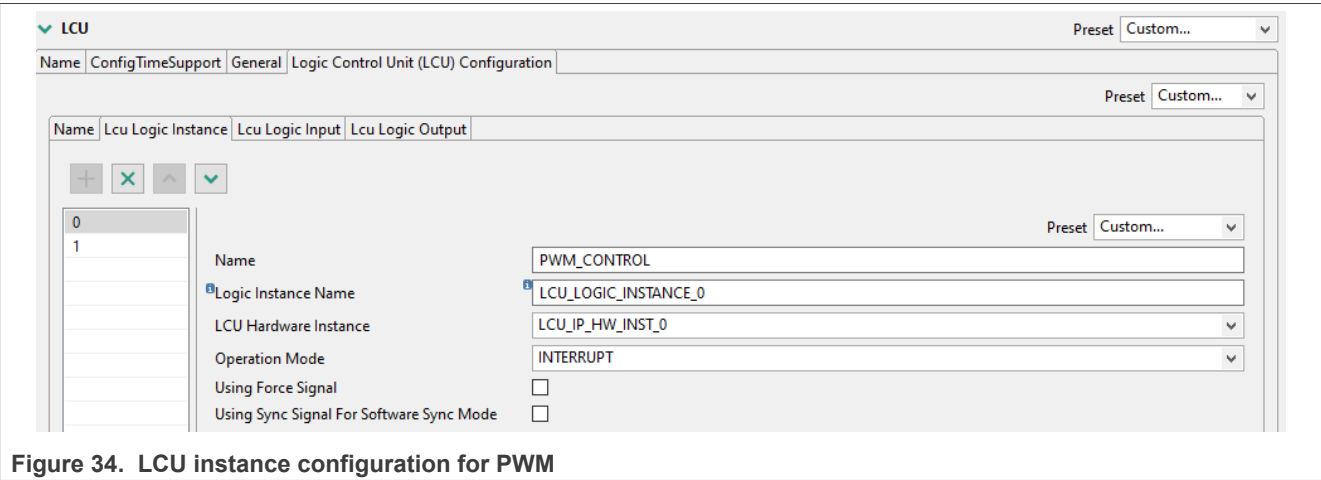 LCU
Preset Custom...
Name ConfigTimeSupport General Logic Control Unit (LCU) Configuration
Preset Custom...
Name Lcu Logic Instance Lcu Logic Input Lcu Logic Output
0
Preset Custom...
1
Name PWM_CONTROL
Logic Instance Name LCU_LOGIC_INSTANCE_0
LCU Hardware Instance LCU_IP_HW_INST_0
Operation Mode INTERRUPT
Using Force Signal
Using Sync Signal For Software Sync Mode
Figure 34. LCU instance configuration for PWM